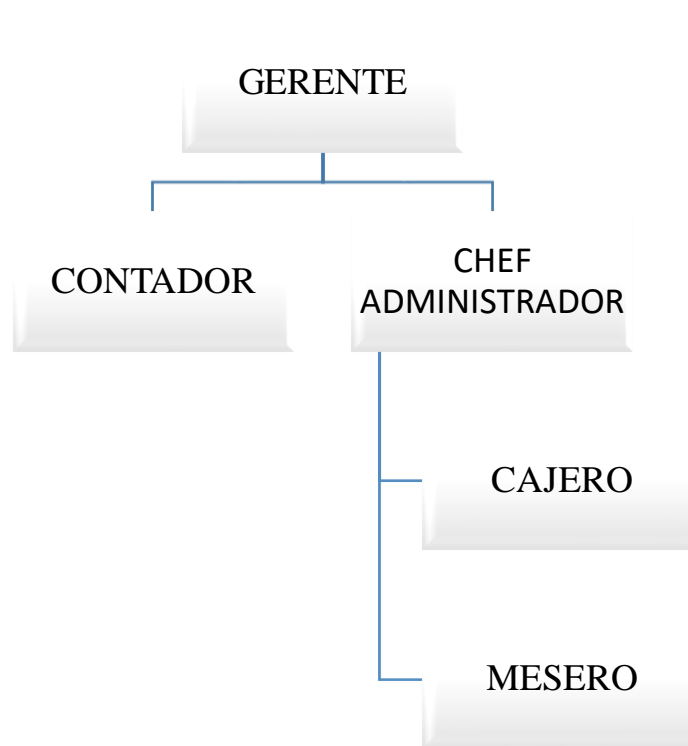 GERENTE
CONTADOR
CHEF
ADMINISTRADOR
CAJERO
MESERO